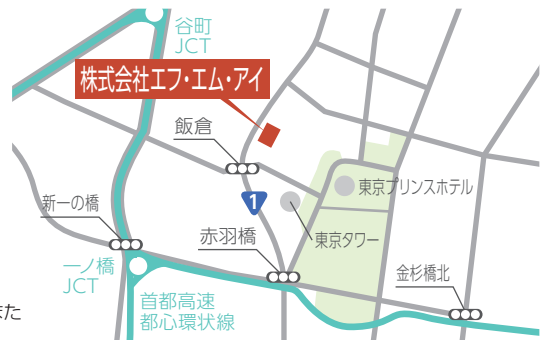 谷町
JCT
株式会社エフ・エム・アイ
飯倉
1
東京プリンスホテル
新一の橋
赤羽橋
東京タワー
一ノ橋
JCT
首都高速
都心環状線
金杉橋北
また